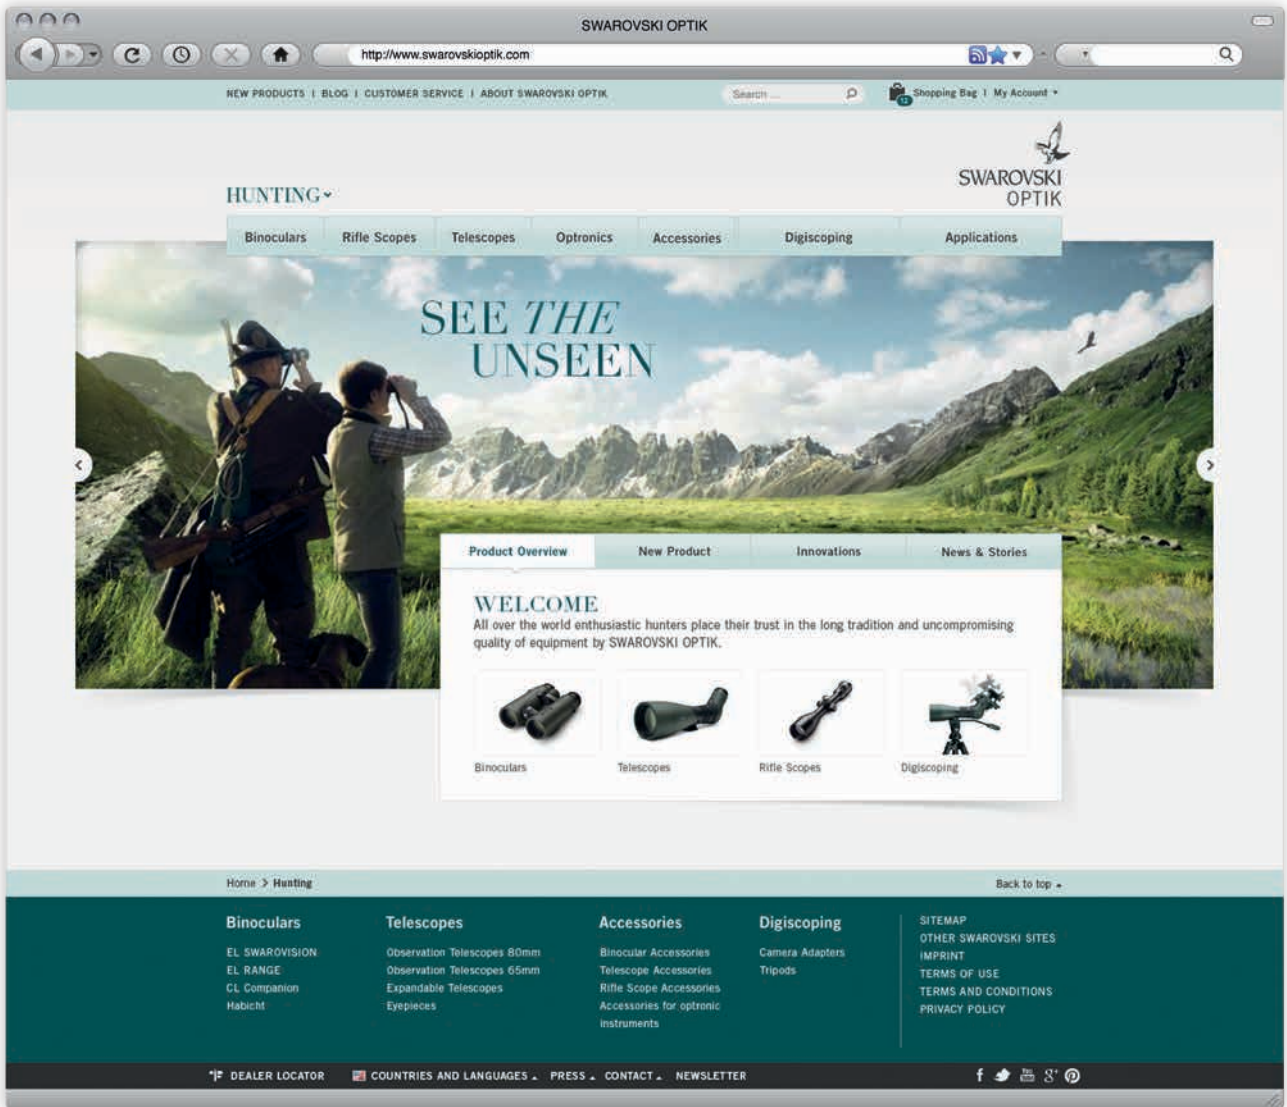 SWAROVSKI OPTIK
http://www.swarovskioptik.com
NEW PRODUCTS | BLOG | CUSTOMER SERVICE | ABOUT SWAROVSKI OPTIK
Search ...
12
Shopping Bag | My Account
SWAROVSKI
OPTIK
HUNTING
Binoculars
Rifle Scopes
Telescopes
Optronics
Accessories
Digiscoping
Applications
SEE THE
UNSEEN
Product Overview
New Product
Innovations
News & Stories
WELCOME
All over the world enthusiastic hunters place their trust in the long tradition and uncompromising
quality of equipment by SWAROVSKI OPTIK.
Binoculars
Telescopes
Rifle Scopes
Digiscoping
Home > Hunting
Back to top
Binoculars
EL SWAROVISION
EL RANGE
CL Companion
Habicht
Telescopes
Observation Telescopes 80mm
Observation Telescopes 65mm
Expandable Telescopes
Eyepieces
Accessories
Binocular Accessories
Telescope Accessories
Rifle Scope Accessories
Accessories for optronic
instruments
Digiscoping
Camera Adapters
Tripods
SITEMAP
OTHER SWAROVSKI SITES
IMPRINT
TERMS OF USE
TERMS AND CONDITIONS
PRIVACY POLICY
DEALER LOCATOR
COUNTRIES AND LANGUAGES
PRESS
CONTACT
NEWSLETTER